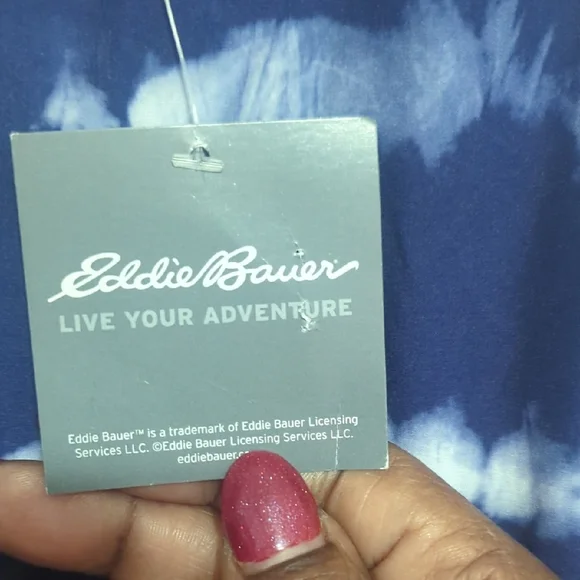 Eddie Bauer
LIVE YOUR ADVENTURE
Eddie Bauer™ is a trademark of Eddie Bauer Licensing
Services LLC. ©Eddie Bauer Licensing Services LLC.